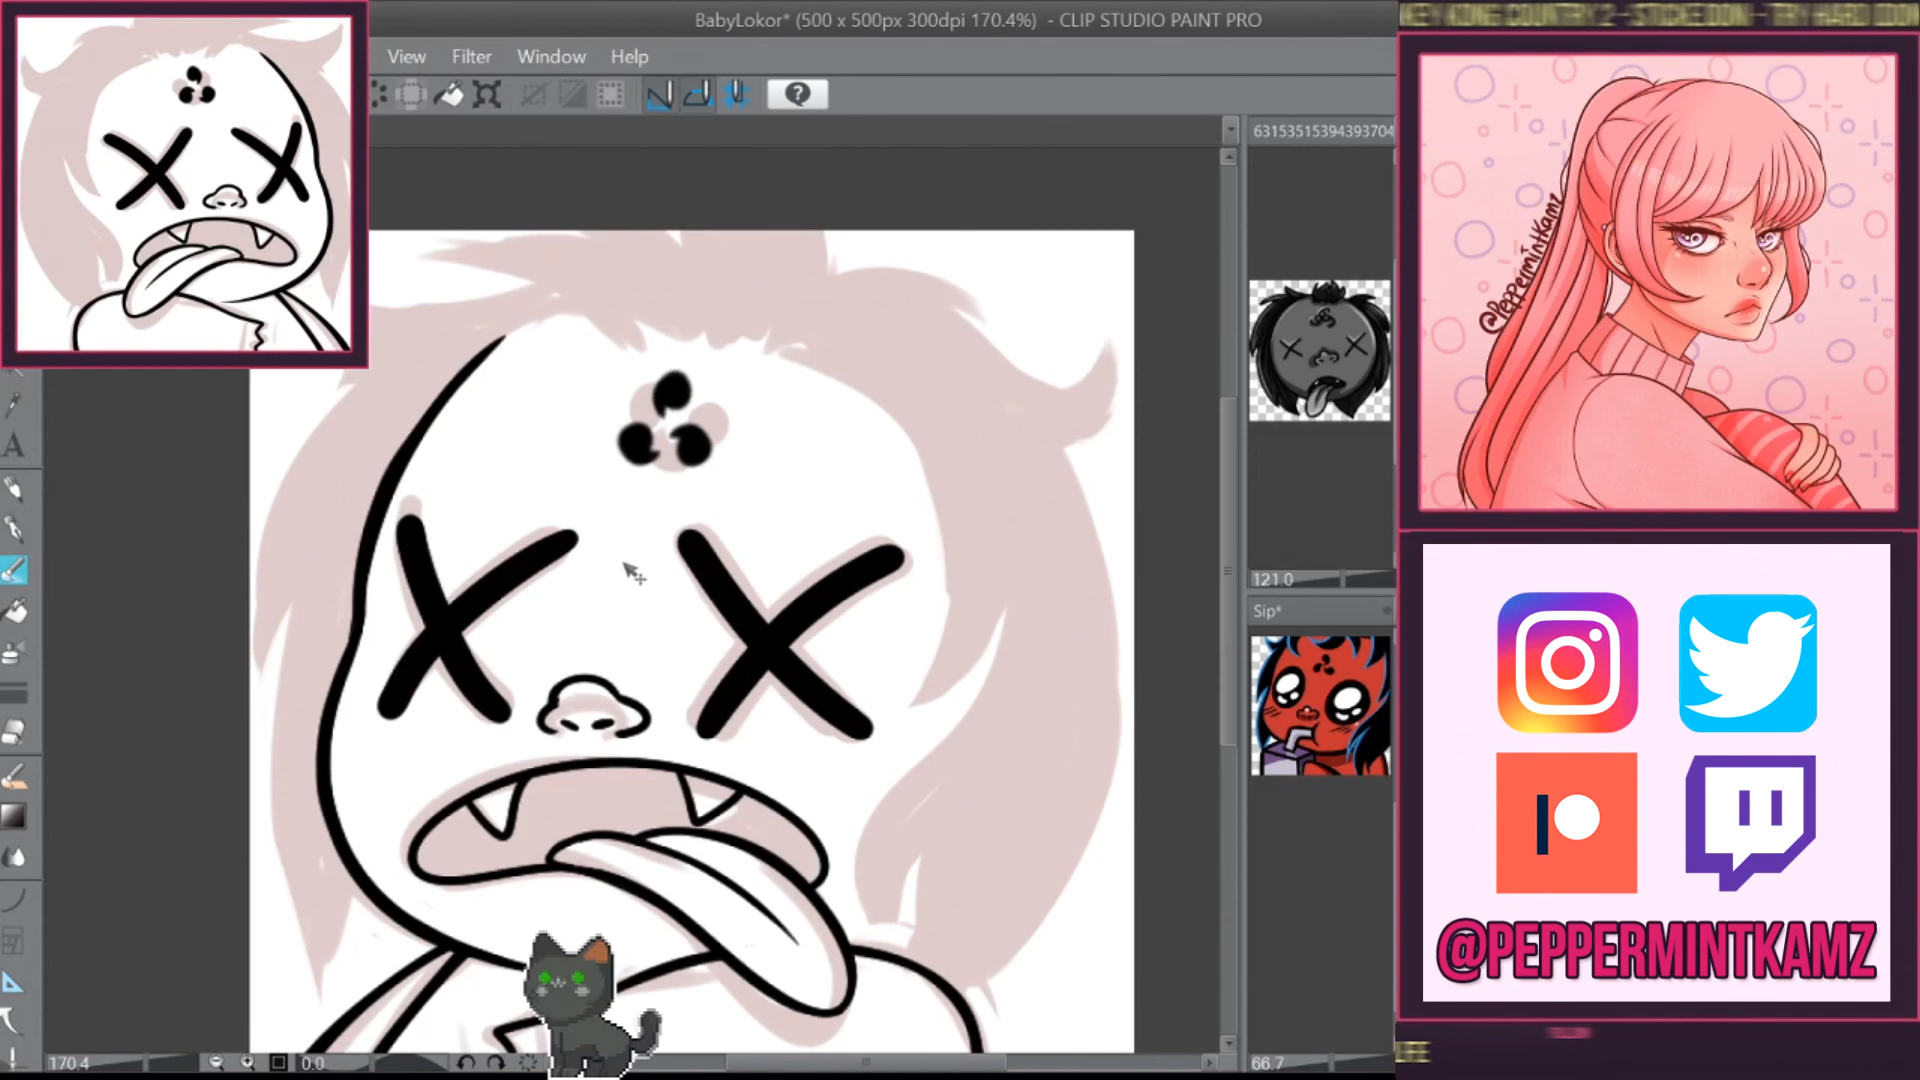 BabyLokor* (500 x 500px 300dpi 170.4%) - CLIP STUDIO PAINT PRO
View Filter Window Help
63153515394393704
121.0
Sip*
66.7
170.4
0.0
@PeppermintKamz
@PEPPERMINTKAMZ